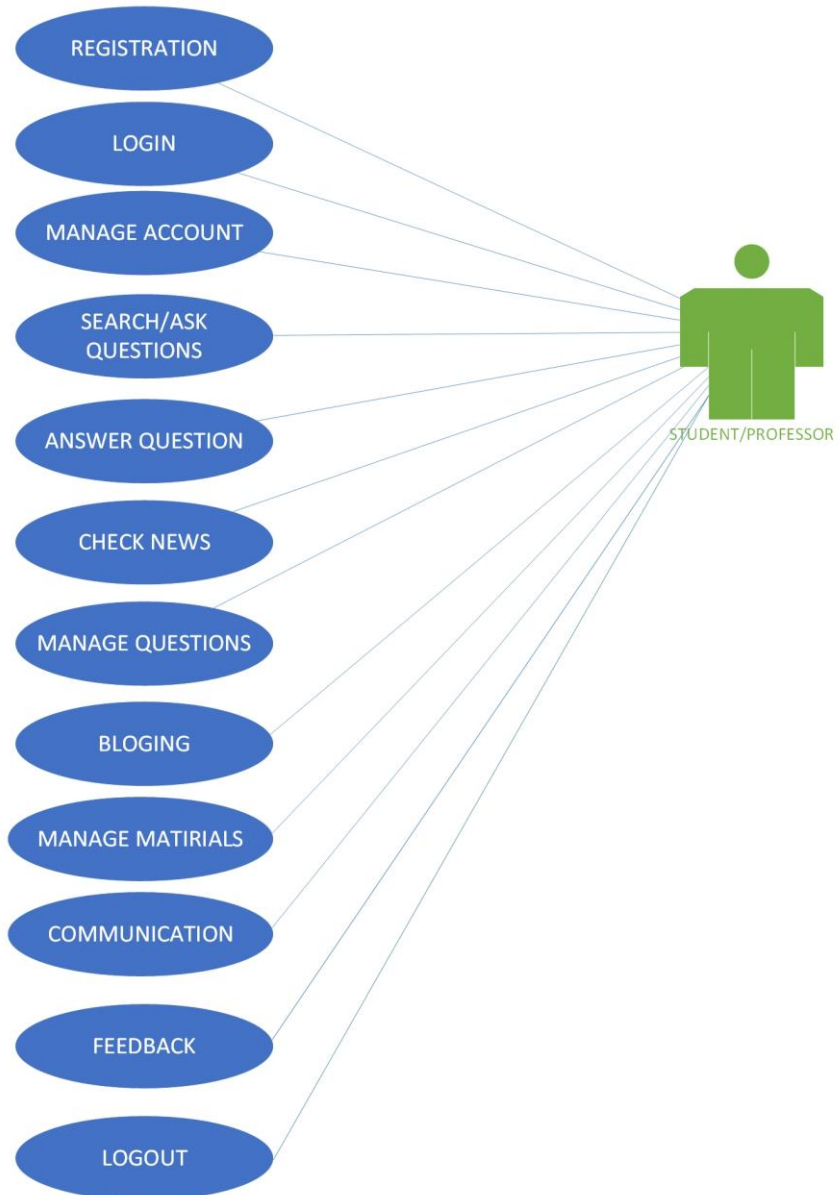 REGISTRATION
LOGIN
MANAGE ACCOUNT
SEARCH/ASK
QUESTIONS
ANSWER QUESTION
CHECK NEWS
MANAGE QUESTIONS
BLOGING
MANAGE MATIRIALS
COMMUNICATION
FEEDBACK
LOGOUT
STUDENT/PROFESSOR